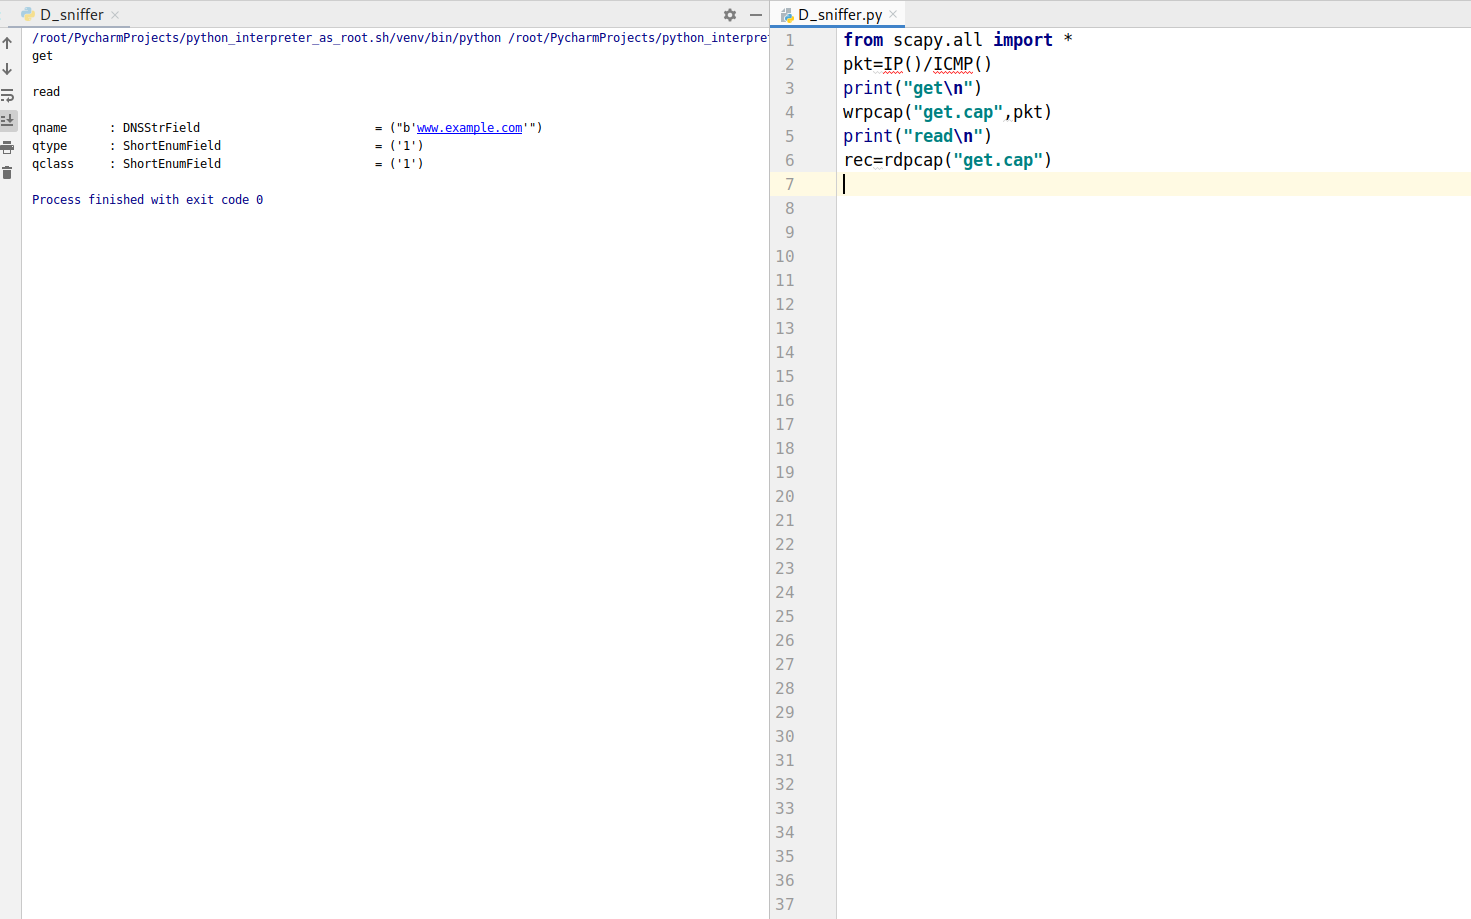 D_sniffer
/root/PycharmProjects/python_interpreter_as_root.sh/venv/bin/python /root/PycharmProjects/python_interpret
get
read
qname      : DNSStrField                         = ("b'www.example.com'")
qtype      : ShortEnumField                      = ('1')
qclass     : ShortEnumField                      = ('1')
Process finished with exit code 0
D_sniffer.py
1 from scapy.all import *
2 pkt=IP()/ICMP()
3 print("get\n")
4 wrpcap("get.cap",pkt)
5 print("read\n")
6 rec=rdpcap("get.cap")
7
8
9
10
11
12
13
14
15
16
17
18
19
20
21
22
23
24
25
26
27
28
29
30
31
32
33
34
35
36
37